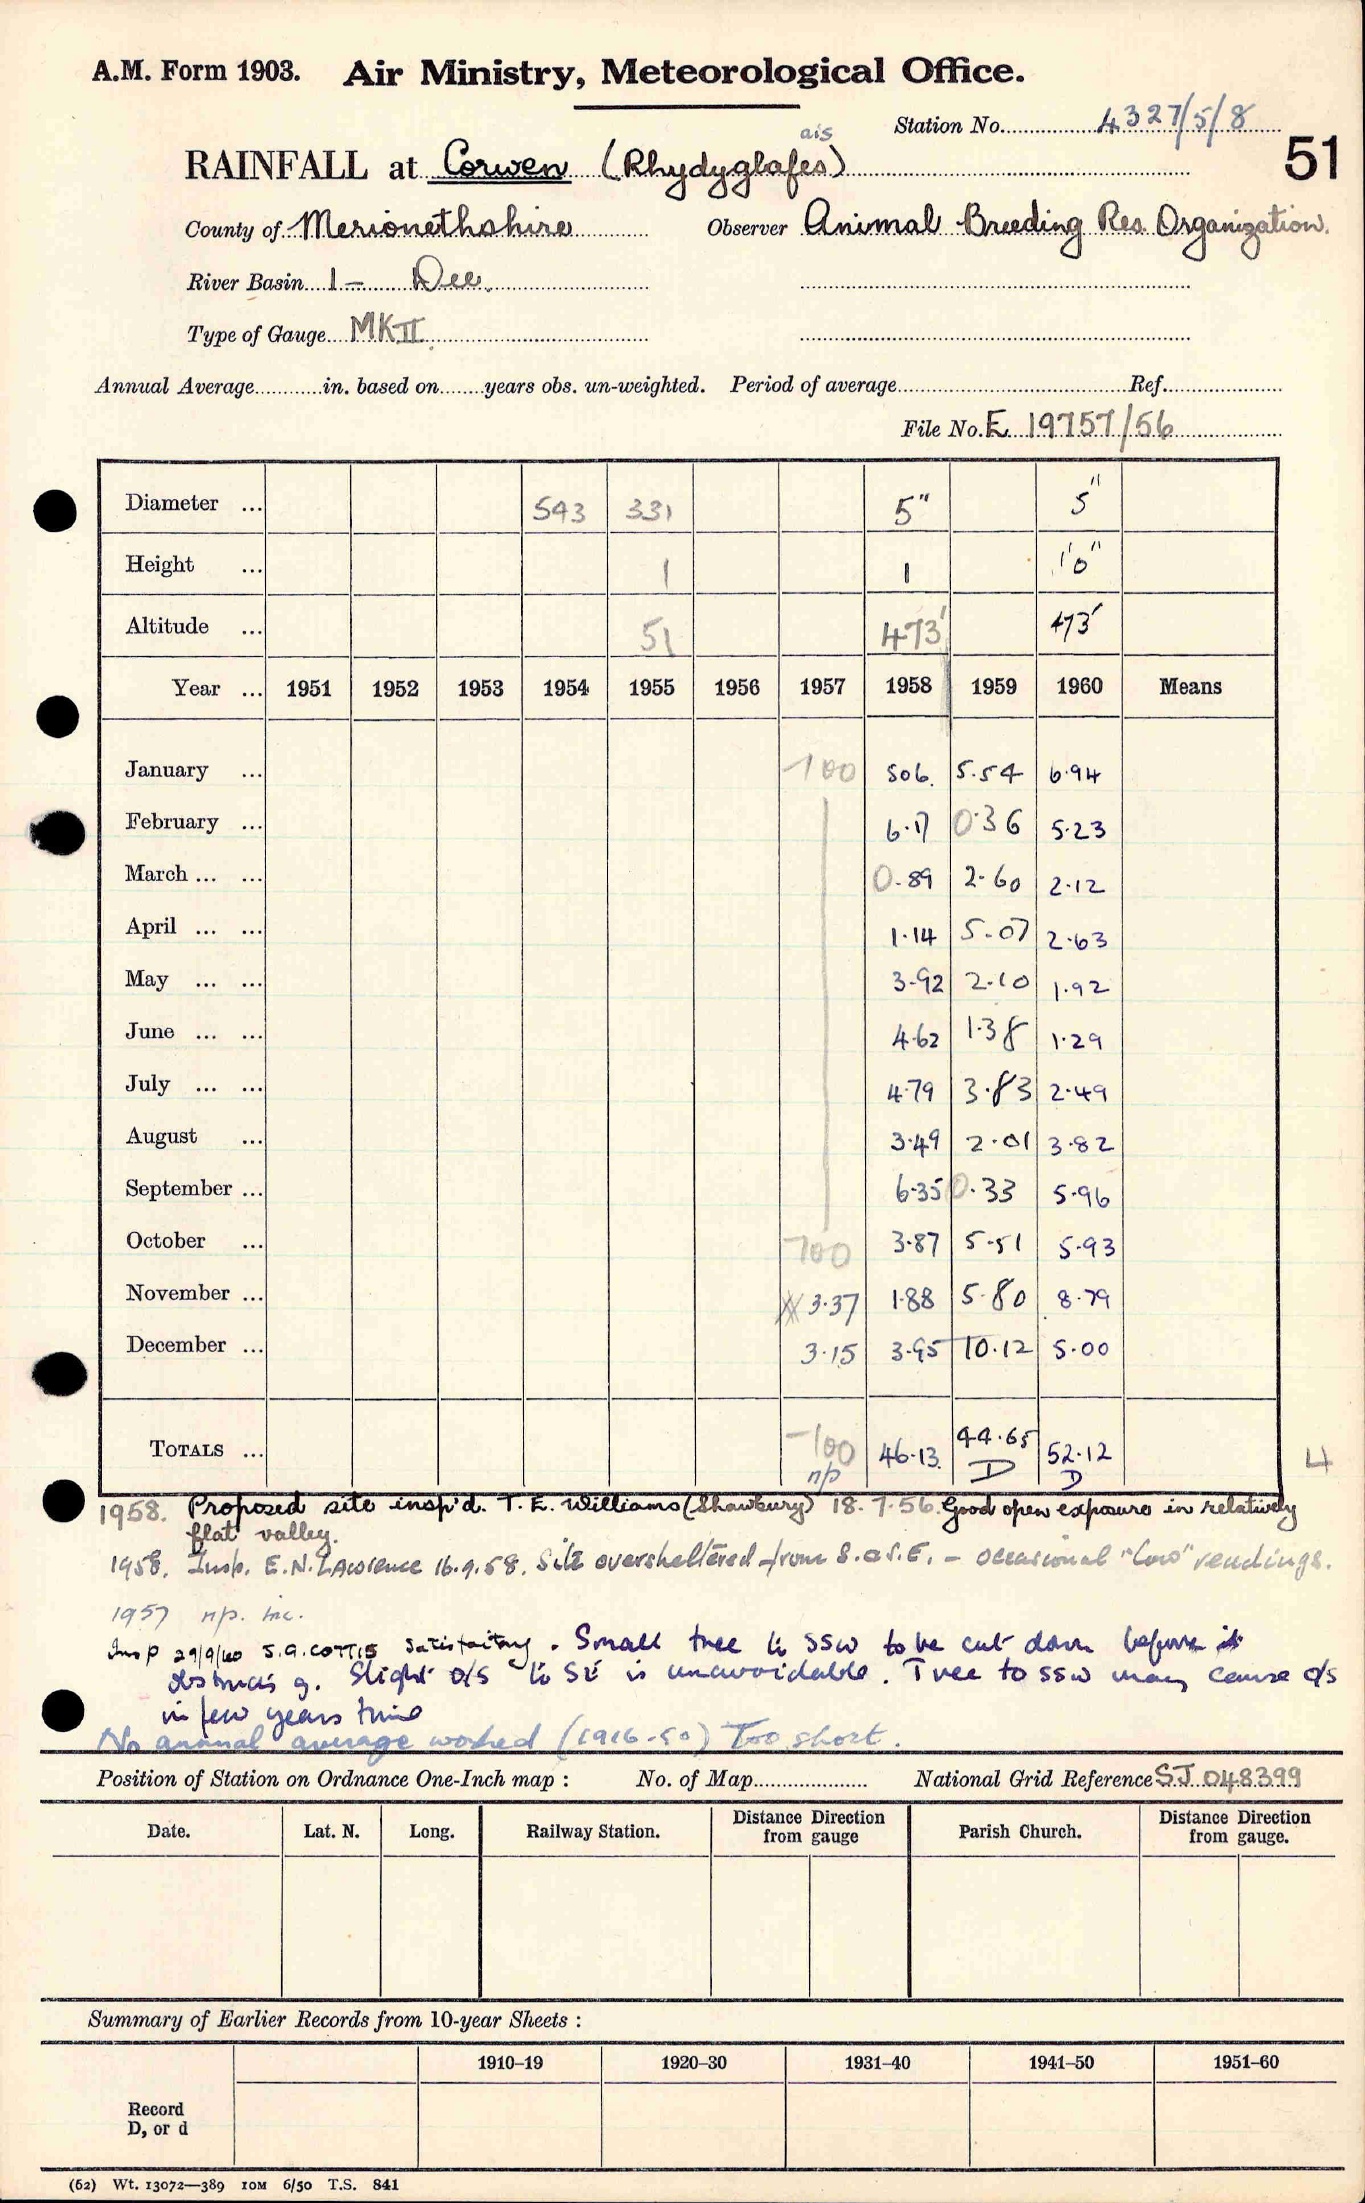 A.M. Form 1903. Air Ministry, Meteorological Office.
Station No. 4327/5/8
51
ais
RAINFALL at Corwen (Rhydyglafes)
County of Merionethshire Observer Animal Breeding Res. Organization.
River Basin 1 - Dee.
Type of Gauge MK II
Annual Average in. based on years obs. un-weighted. Period of average Ref.
File No. E 19757/56
Diameter ... 543 331 5" 5"
Height ... 1 1 1'0"
Altitude ... 51 473' 473'
Year ... 1951 1952 1953 1954 1955 1956 1957 1958 1959 1960 Means
January ... -100 506. 5.54 6.94
February ... 6.17 0.36 5.23
March ... ... 0.89 2.60 2.12
April ... ... 1.14 5.07 2.63
May ... ... 3.92 2.10 1.92
June ... ... 4.62 1.38 1.29
July ... ... 4.79 3.83 2.49
August ... 3.49 2.01 3.82
September ... 6.35 0.33 5.96
October ... -100 3.87 5.51 5.93
November ... 3.37 1.88 5.80 8.79
December ... 3.15 3.95 10.12 5.00
TOTALS ... -100 46.13. 44.65 52.12 4
np D D
1958. Proposed site insp'd. T. E. Williams (Shawbury) 18.7.56. Good open exposure in relatively
flat valley.
1958. Insp. E.N. LAWRENCE 16.9.58. Site oversheltered from S. & S.E. - occasional "low" readings.
1957 np. inc.
Insp 29/9/60 S.G. COTTIS satisfactory. Small tree to SSW to be cut down before it
obstructs g. Slight O/S to SE is unavoidable. Tree to SSW may cause O/S
in few years time
No annual average worked (1916-50) Too short.
Position of Station on Ordnance One-Inch map : No. of Map National Grid Reference SJ 048399
Date. Lat. N. Long. Railway Station. Distance from gauge Direction Parish Church. Distance from gauge. Direction
Summary of Earlier Records from 10-year Sheets :
1910-19 1920-30 1931-40 1941-50 1951-60
Record
D, or d
(62) Wt. 13072—389 10M 6/50 T.S. 841